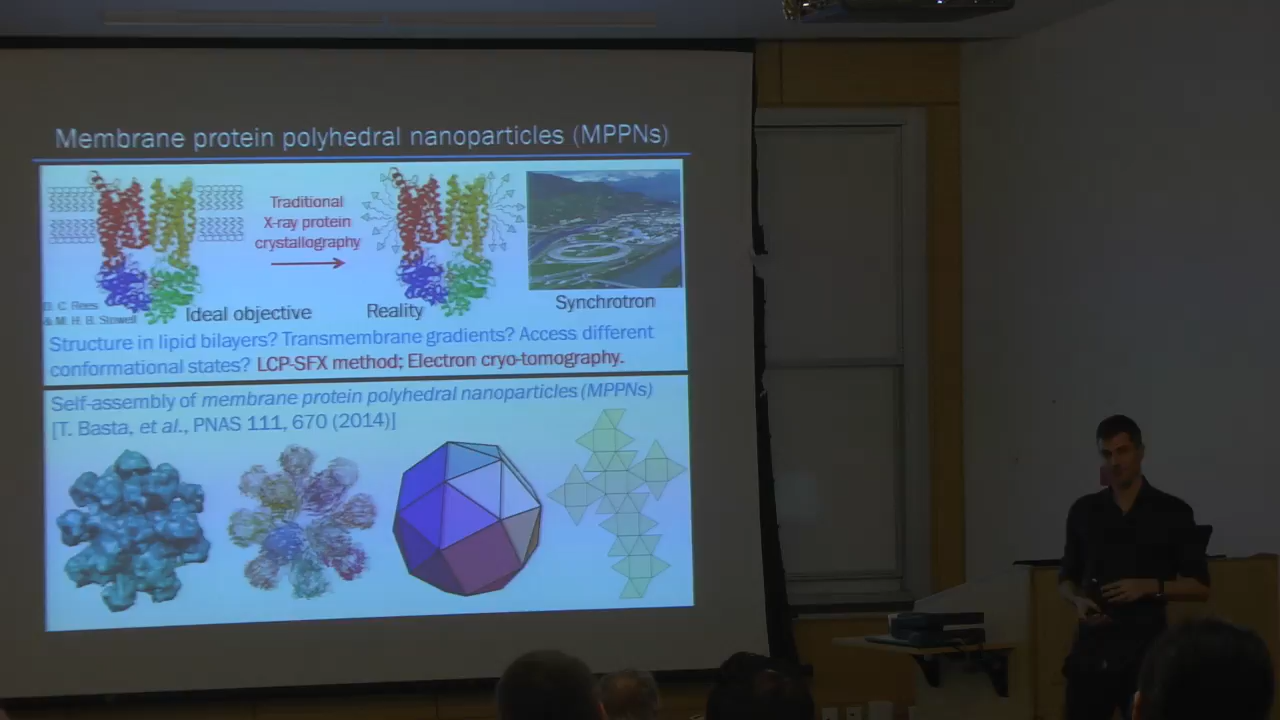 Membrane protein polyhedral nanoparticles (MPPNs)
Traditional
X-ray protein
crystallography
D. C. Rees
& M. H. B. Stowell
Ideal objective
Reality
Synchrotron
Structure in lipid bilayers? Transmembrane gradients? Access different
conformational states? LCP-SFX method; Electron cryo-tomography.
Self-assembly of membrane protein polyhedral nanoparticles (MPPNs)
[T. Basta, et al., PNAS 111, 670 (2014)]